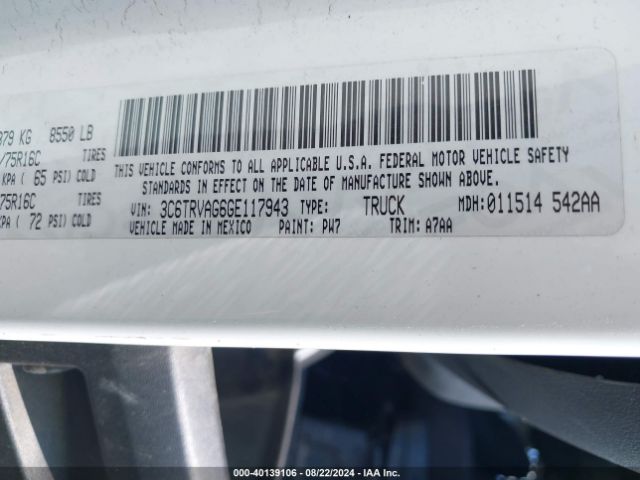 879 KG 8550 LB
/75R16C TIRES
KPA ( 65 PSI) COLD
75R16C TIRES
KPA ( 72 PSI) COLD
THIS VEHICLE CONFORMS TO ALL APPLICABLE U.S.A. FEDERAL MOTOR VEHICLE SAFETY
STANDARDS IN EFFECT ON THE DATE OF MANUFACTURE SHOWN ABOVE.
VIN: 3C6TRVAG6GE117943 TYPE: TRUCK MDH:011514 542AA
VEHICLE MADE IN MEXICO PAINT: PW7 TRIM: A7AA
000-40139106 - 08/22/2024 - IAA Inc.